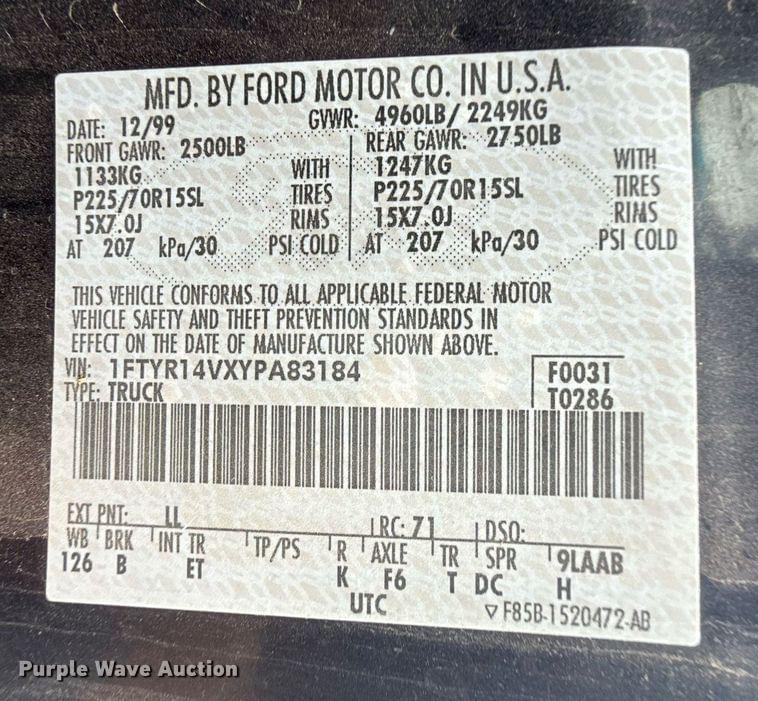 MFD. BY FORD MOTOR CO. IN U.S.A.
DATE: 12/99 GVWR: 4960LB/ 2249KG
FRONT GAWR: 2500LB REAR GAWR: 2750LB
1133KG WITH 1247KG WITH
P225/70R15SL TIRES P225/70R15SL TIRES
15X7.0J RIMS 15X7.0J RIMS
AT 207 kPa/30 PSI COLD AT 207 kPa/30 PSI COLD
THIS VEHICLE CONFORMS TO ALL APPLICABLE FEDERAL MOTOR
VEHICLE SAFETY AND THEFT PREVENTION STANDARDS IN
EFFECT ON THE DATE OF MANUFACTURE SHOWN ABOVE.
VIN: 1FTYR14VXYPA83184 F0031
TYPE: TRUCK T0286
EXT PNT: LL RC: 71 DSO:
WB BRK INT TR TP/PS R AXLE TR SPR 9LAAB
126 B ET K F6 T DC H
UTC ▽F85B-1520472-AB
Purple Wave Auction